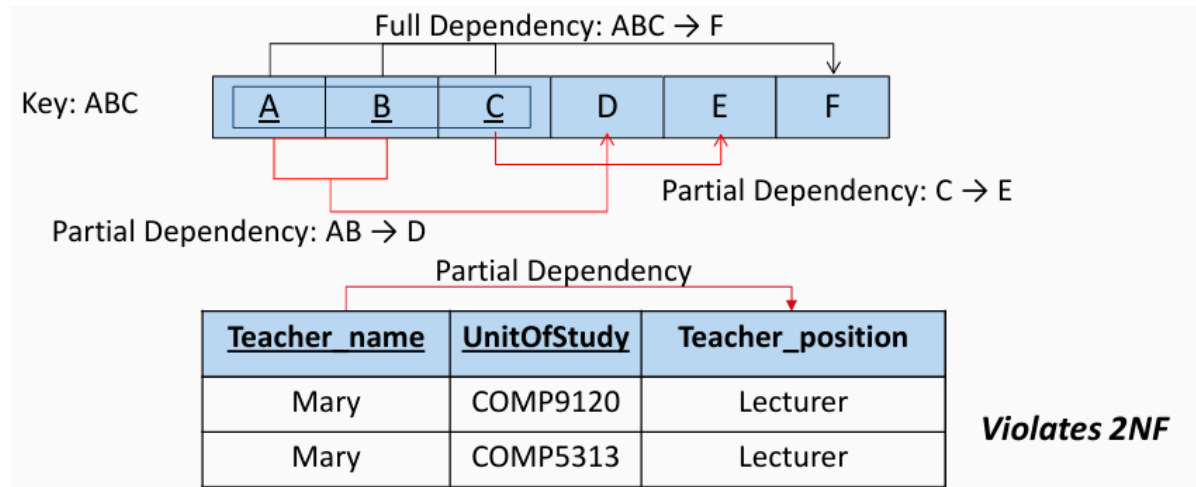 Full Dependency: ABC → F
Key: ABC
A B C D E F
Partial Dependency: C → E
Partial Dependency: AB → D
Partial Dependency
Teacher_name UnitOfStudy Teacher_position
Mary COMP9120 Lecturer
Violates 2NF
Mary COMP5313 Lecturer